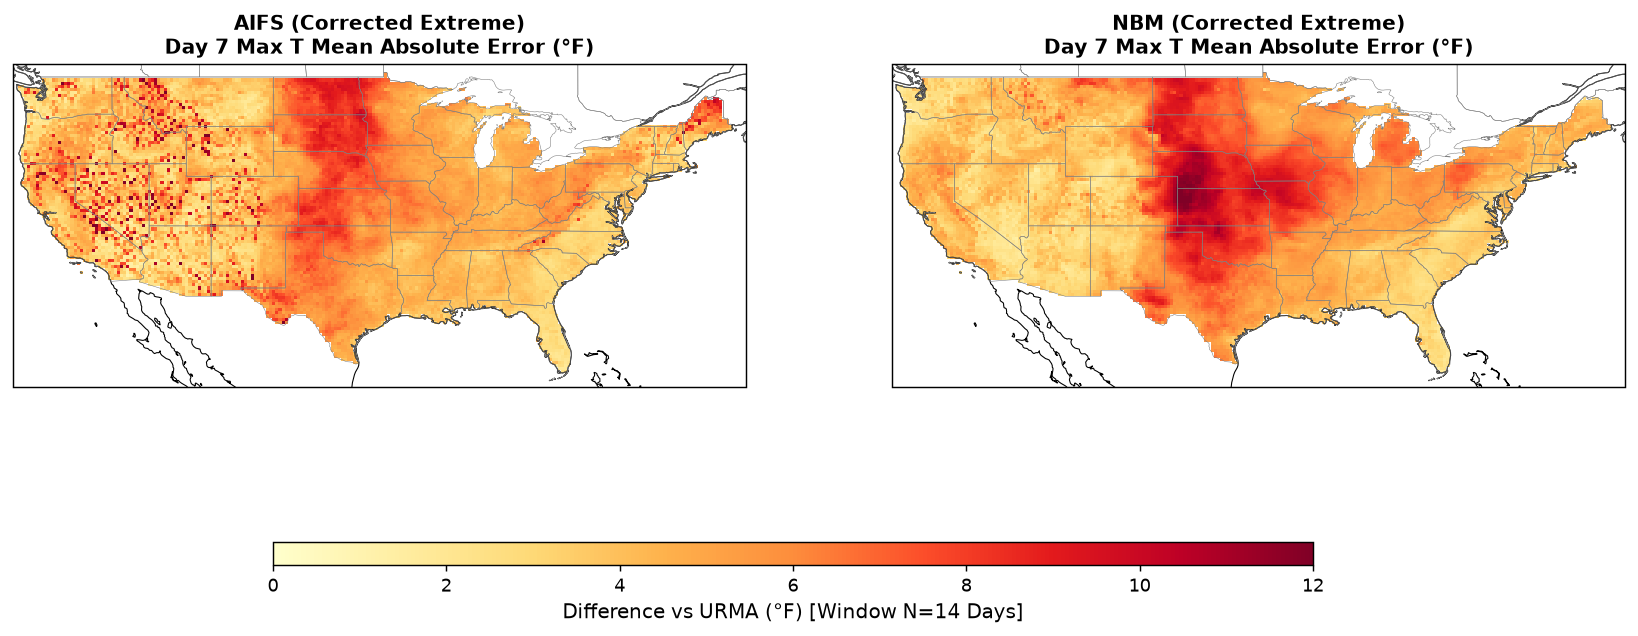 AIFS (Corrected Extreme)
Day 7 Max T Mean Absolute Error (°F)
NBM (Corrected Extreme)
Day 7 Max T Mean Absolute Error (°F)
0 2 4 6 8 10 12
Difference vs URMA (°F) [Window N=14 Days]